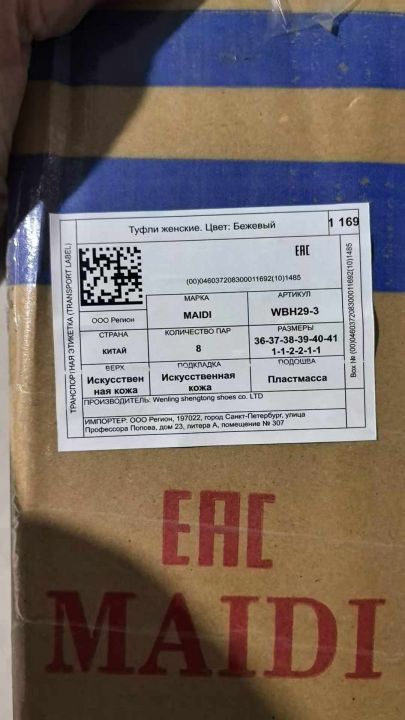 Туфли женские. Цвет: Бежевый
1 169
ТРАНСПОРТНАЯ ЭТИКЕТКА (TRANSPORT LABEL)
EAC
(00)046037208300011692(10)1485
Box № (00)046037208300011692(10)1485
ООО Регион
МАРКА
MAIDI
АРТИКУЛ
WBH29-3
СТРАНА
КИТАЙ
КОЛИЧЕСТВО ПАР
8
РАЗМЕРЫ
36-37-38-39-40-41
1-1-2-2-1-1
ВЕРХ
Искусствен
ная кожа
ПОДКЛАДКА
Искусственная
кожа
ПОДОШВА
Пластмасса
ПРОИЗВОДИТЕЛЬ: Wenling shengtong shoes co. LTD
ИМПОРТЕР: ООО Регион, 197022, город Санкт-Петербург, улица
Профессора Попова, дом 23, литера А, помещение № 307
EAC
MAIDI